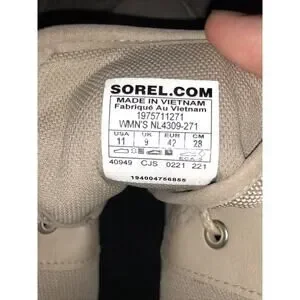 SOREL.COM
MADE IN VIETNAM
Fabriqué Au Vietnam
1975711271
WMN'S NL4309-271
USA UK EUR CM
11 9 42 28
40949 CJS 0221 221
194004756855